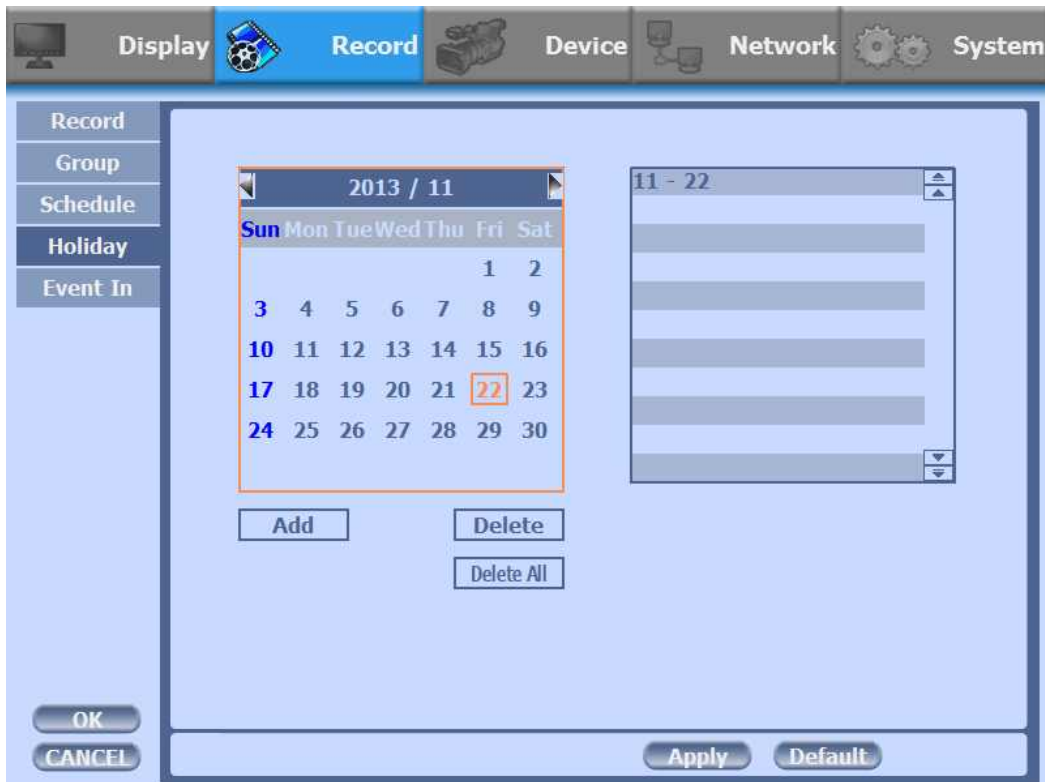 Display Record Device Network System
Record
Group
Schedule
Holiday
Event In
2013 / 11
Sun Mon Tue Wed Thu Fri Sat
1 2
3 4 5 6 7 8 9
10 11 12 13 14 15 16
17 18 19 20 21 22 23
24 25 26 27 28 29 30
Add Delete
Delete All
11 - 22
OK
CANCEL
Apply Default